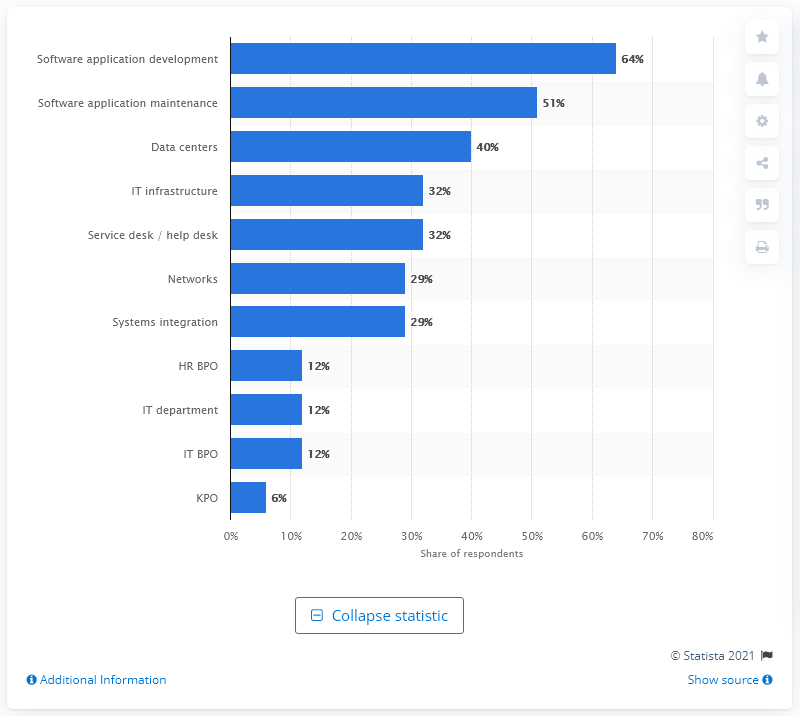 Software application development 64%
Software application maintenance 51%
Data centers 40%
IT infrastructure 32%
Service desk / help desk 32%
Networks 29%
Systems integration 29%
HR BPO 12%
IT department 12%
IT BPO 12%
KPO 6%
0% 10% 20% 30% 40% 50% 60% 70% 80%
Share of respondents
Collapse statistic
© Statista 2021
Additional Information Show source